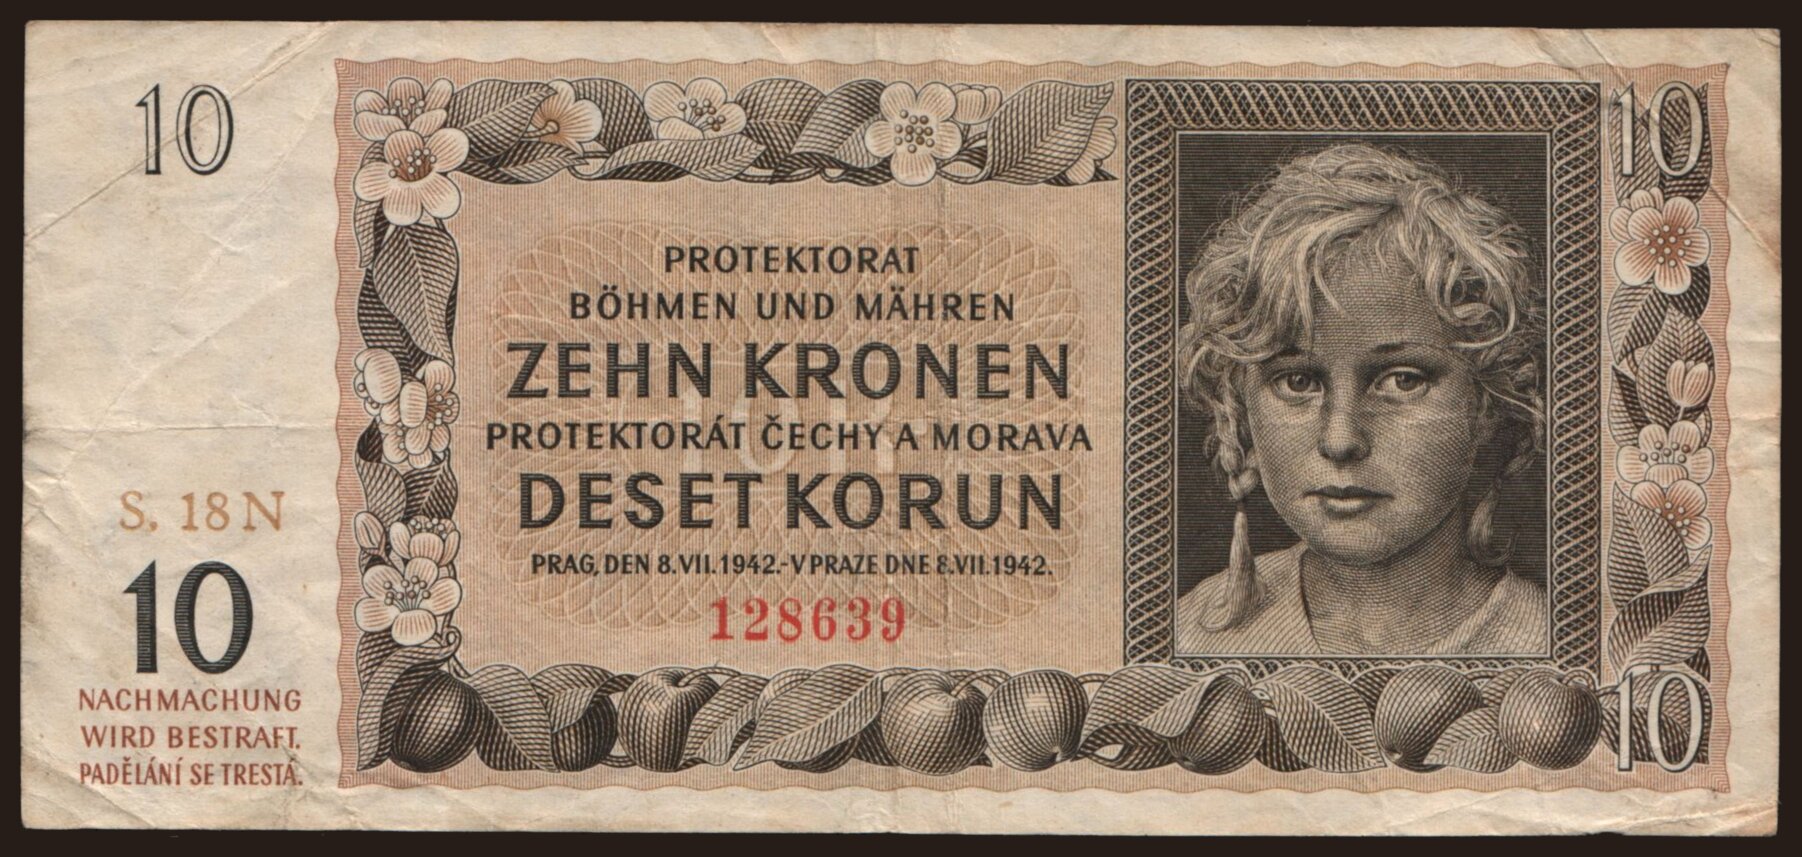 10
10
PROTEKTORAT
BÖHMEN UND MÄHREN
ZEHN KRONEN
PROTEKTORÁT ČECHY A MORAVA
DESET KORUN
PRAG, DEN 8.VII.1942.-V PRAZE DNE 8.VII.1942.
128639
S. 18 N
10
NACHMACHUNG
WIRD BESTRAFT.
PADĚLÁNÍ SE TRESTÁ.
10